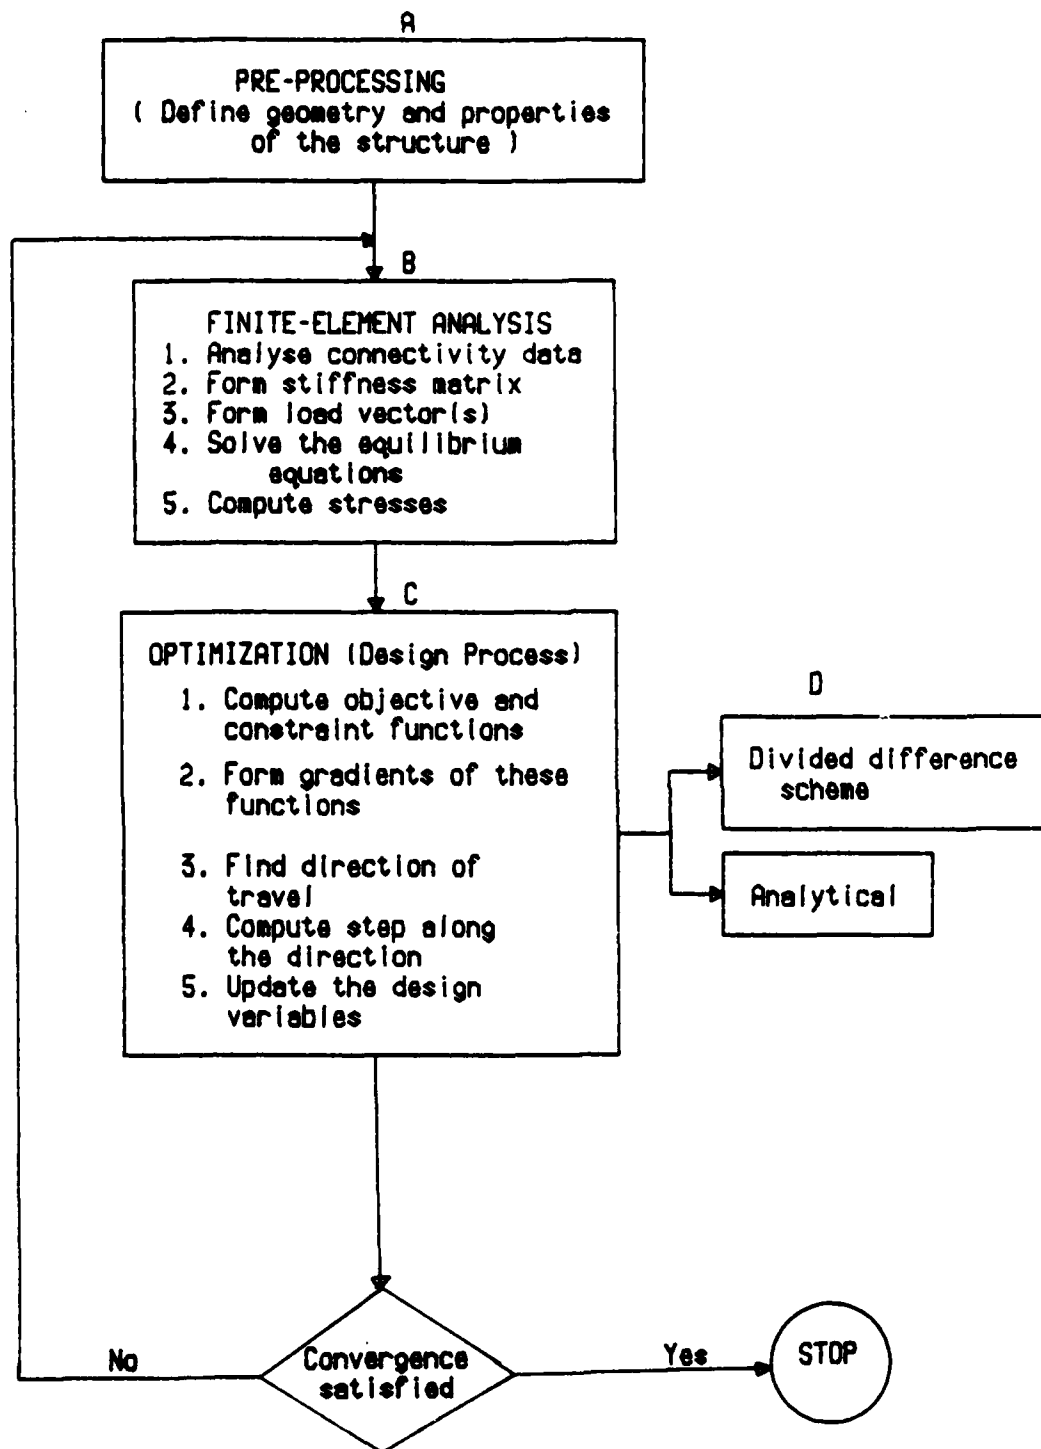 A
PRE-PROCESSING
( Define geometry and properties
of the structure )
B
FINITE-ELEMENT ANALYSIS
1. Analyse connectivity data
2. Form stiffness matrix
3. Form load vector(s)
4. Solve the equilibrium
equations
5. Compute stresses
C
OPTIMIZATION (Design Process)
1. Compute objective and
constraint functions
2. Form gradients of these
functions
3. Find direction of
travel
4. Compute step along
the direction
5. Update the design
variables
D
Divided difference
scheme
Analytical
Convergence
satisfied
No
Yes
STOP